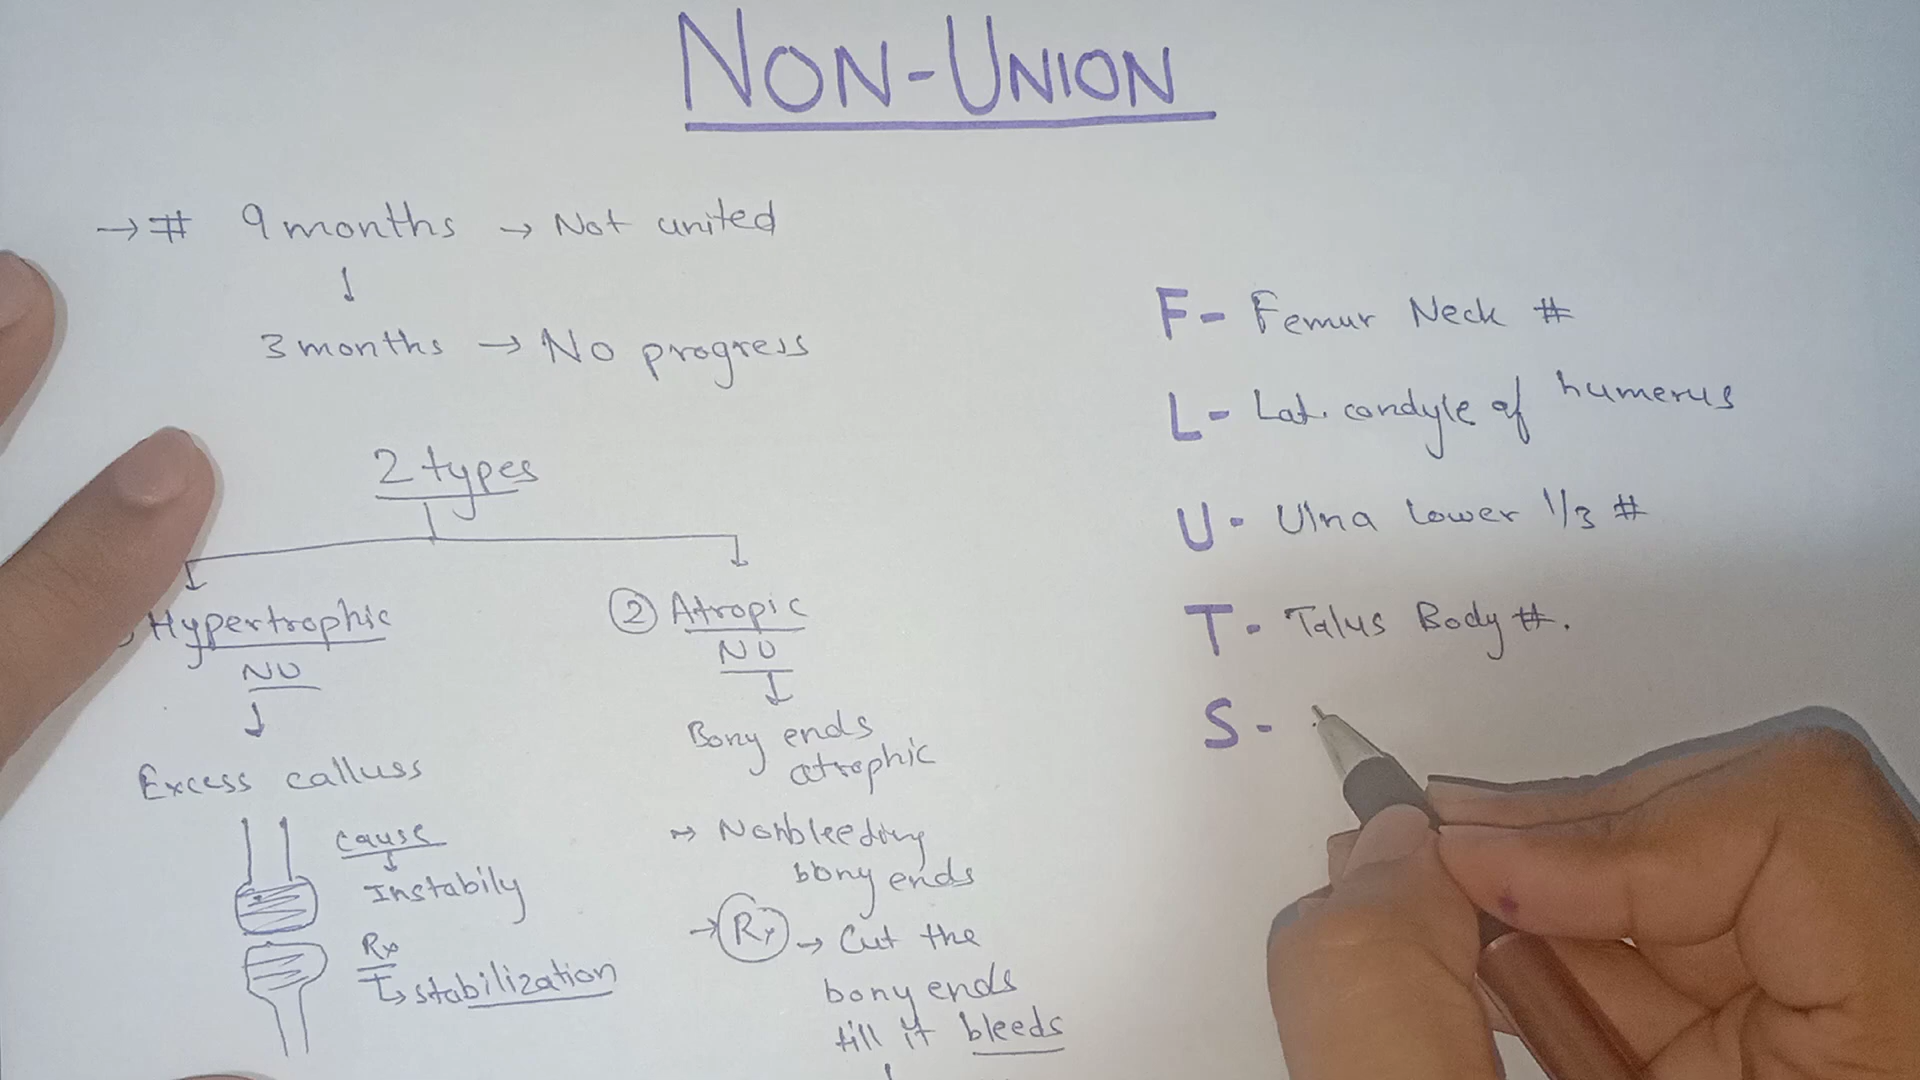 NON-UNION
→ # 9 months → Not united
↓
3 months → No progress
2 types
Hypertrophic
NU
↓
Excess calluss
cause
↓
Instabily
Rx
↳ stabilization
② Atropic
NU
↓
Bony ends
atrophic
→ Nonbleeding
bony ends
→ Rx → Cut the
bony ends
till it bleeds
↓
F- Femur Neck #
L- Lat. condyle of humerus
U- Ulna lower 1/3 #
T- Talus Body #.
S-